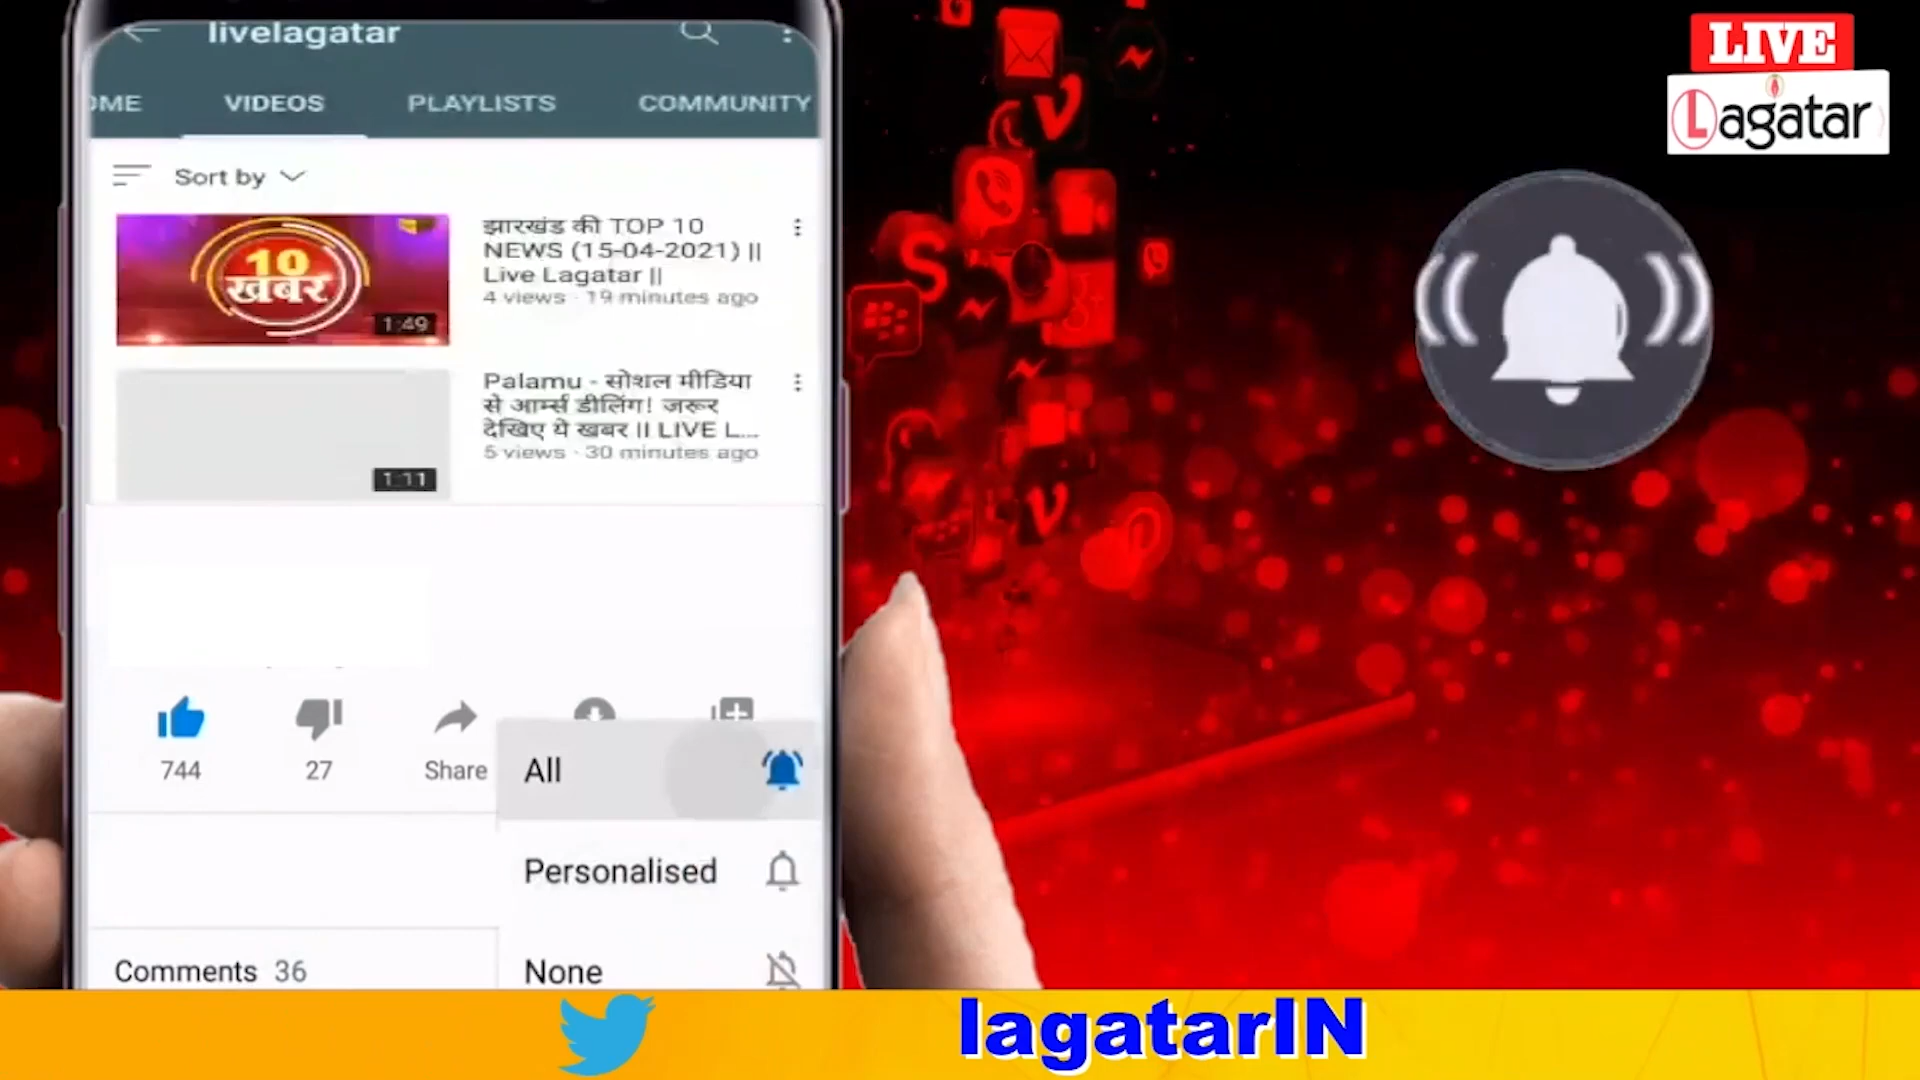 livelagatar
OME VIDEOS PLAYLISTS COMMUNITY
Sort by
10
खबर
1:49
झारखंड की TOP 10
NEWS (15-04-2021) ||
Live Lagatar ||
4 views · 19 minutes ago
Palamu - सोशल मीडिया
से आर्म्स डीलिंग! जरूर
देखिए ये खबर II LIVE L...
5 views · 30 minutes ago
1:11
744
27
Share
All
Personalised
None
Comments 36
LIVE
Lagatar
lagatarIN